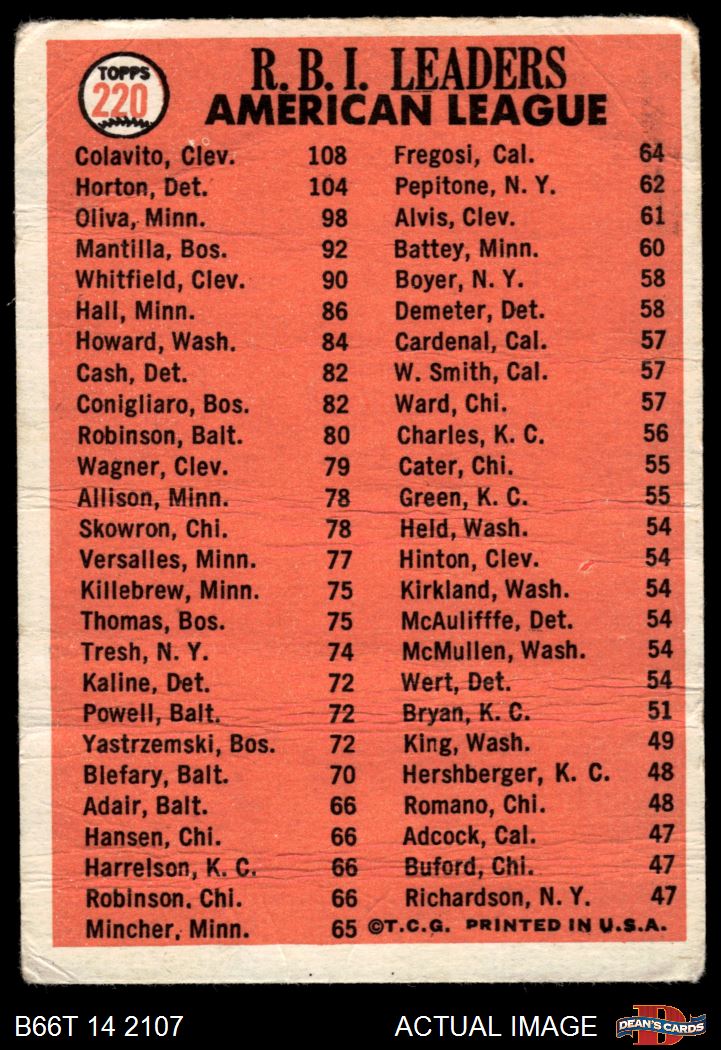 TOPPS
220
R. B. I. LEADERS
AMERICAN LEAGUE
Colavito, Clev. 108
Horton, Det. 104
Oliva, Minn. 98
Mantilla, Bos. 92
Whitfield, Clev. 90
Hall, Minn. 86
Howard, Wash. 84
Cash, Det. 82
Conigliaro, Bos. 82
Robinson, Balt. 80
Wagner, Clev. 79
Allison, Minn. 78
Skowron, Chi. 78
Versalles, Minn. 77
Killebrew, Minn. 75
Thomas, Bos. 75
Tresh, N. Y. 74
Kaline, Det. 72
Powell, Balt. 72
Yastrzemski, Bos. 72
Blefary, Balt. 70
Adair, Balt. 66
Hansen, Chi. 66
Harrelson, K. C. 66
Robinson, Chi. 66
Mincher, Minn. 65
Fregosi, Cal. 64
Pepitone, N. Y. 62
Alvis, Clev. 61
Battey, Minn. 60
Boyer, N. Y. 58
Demeter, Det. 58
Cardenal, Cal. 57
W. Smith, Cal. 57
Ward, Chi. 57
Charles, K. C. 56
Cater, Chi. 55
Green, K. C. 55
Held, Wash. 54
Hinton, Clev. 54
Kirkland, Wash. 54
McAulifffe, Det. 54
McMullen, Wash. 54
Wert, Det. 54
Bryan, K. C. 51
King, Wash. 49
Hershberger, K. C. 48
Romano, Chi. 48
Adcock, Cal. 47
Buford, Chi. 47
Richardson, N. Y. 47
©T.C.G. PRINTED IN U.S.A.
B66T 14 2107
ACTUAL IMAGE
D
DEAN'S CARDS